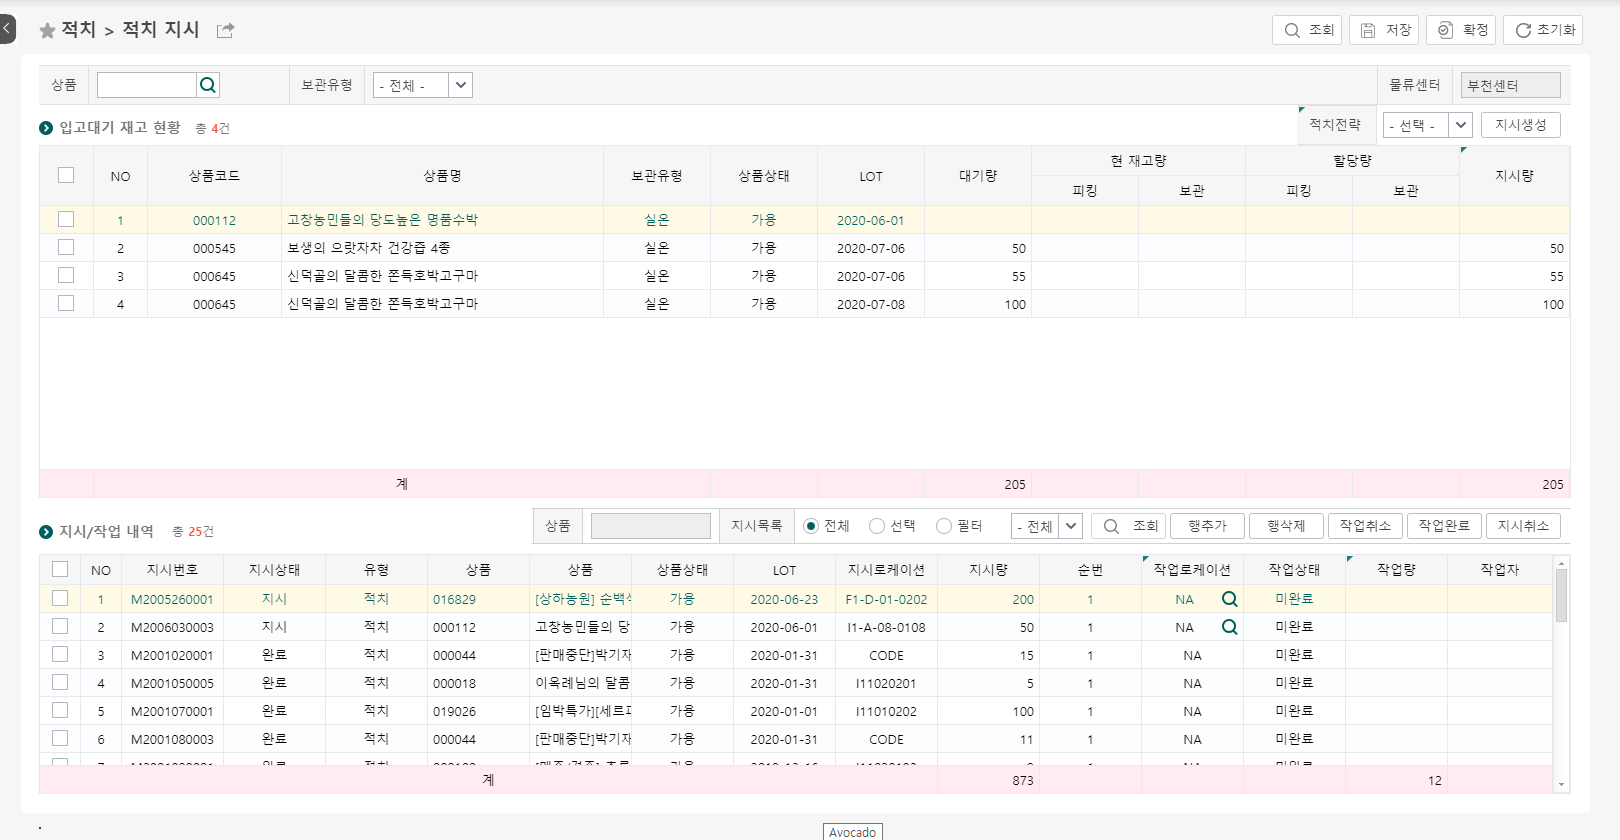 적치 > 적치 지시
조회 저장 확정 초기화
상품 보관유형 - 전체 - 물류센터 부천센터
입고대기 재고 현황 총 4건 적치전략 - 선택 - 지시생성
NO 상품코드 상품명 보관유형 상품상태 LOT 대기량 현 재고량 할당량 지시량
피킹 보관 피킹 보관
1 000112 고창농민들의 당도높은 명품수박 실온 가용 2020-06-01
2 000545 보생의 으랏차차 건강즙 4종 실온 가용 2020-07-06 50 50
3 000645 신덕골의 달콤한 쫀득호박고구마 실온 가용 2020-07-06 55 55
4 000645 신덕골의 달콤한 쫀득호박고구마 실온 가용 2020-07-08 100 100
계 205 205
지시/작업 내역 총 25건 상품 지시목록 전체 선택 필터 - 전체 조회 행추가 행삭제 작업취소 작업완료 지시취소
NO 지시번호 지시상태 유형 상품 상품 상품상태 LOT 지시로케이션 지시량 순번 작업로케이션 작업상태 작업량 작업자
1 M2005260001 지시 적치 016829 [상하농원] 순백 가용 2020-06-23 F1-D-01-0202 200 1 NA 미완료
2 M2006030003 지시 적치 000112 고창농민들의 당 가용 2020-06-01 I1-A-08-0108 50 1 NA 미완료
3 M2001020001 완료 적치 000044 [판매중단]박기재 가용 2020-01-31 CODE 15 1 NA 미완료
4 M2001050005 완료 적치 000018 이옥례님의 달콤 가용 2020-01-31 I11020201 5 1 NA 미완료
5 M2001070001 완료 적치 019026 [임박특가][세르 가용 2020-01-01 I11010202 100 1 NA 미완료
6 M2001080003 완료 적치 000044 [판매중단]박기재 가용 2020-01-31 CODE 11 1 NA 미완료
계 873 12
Avocado